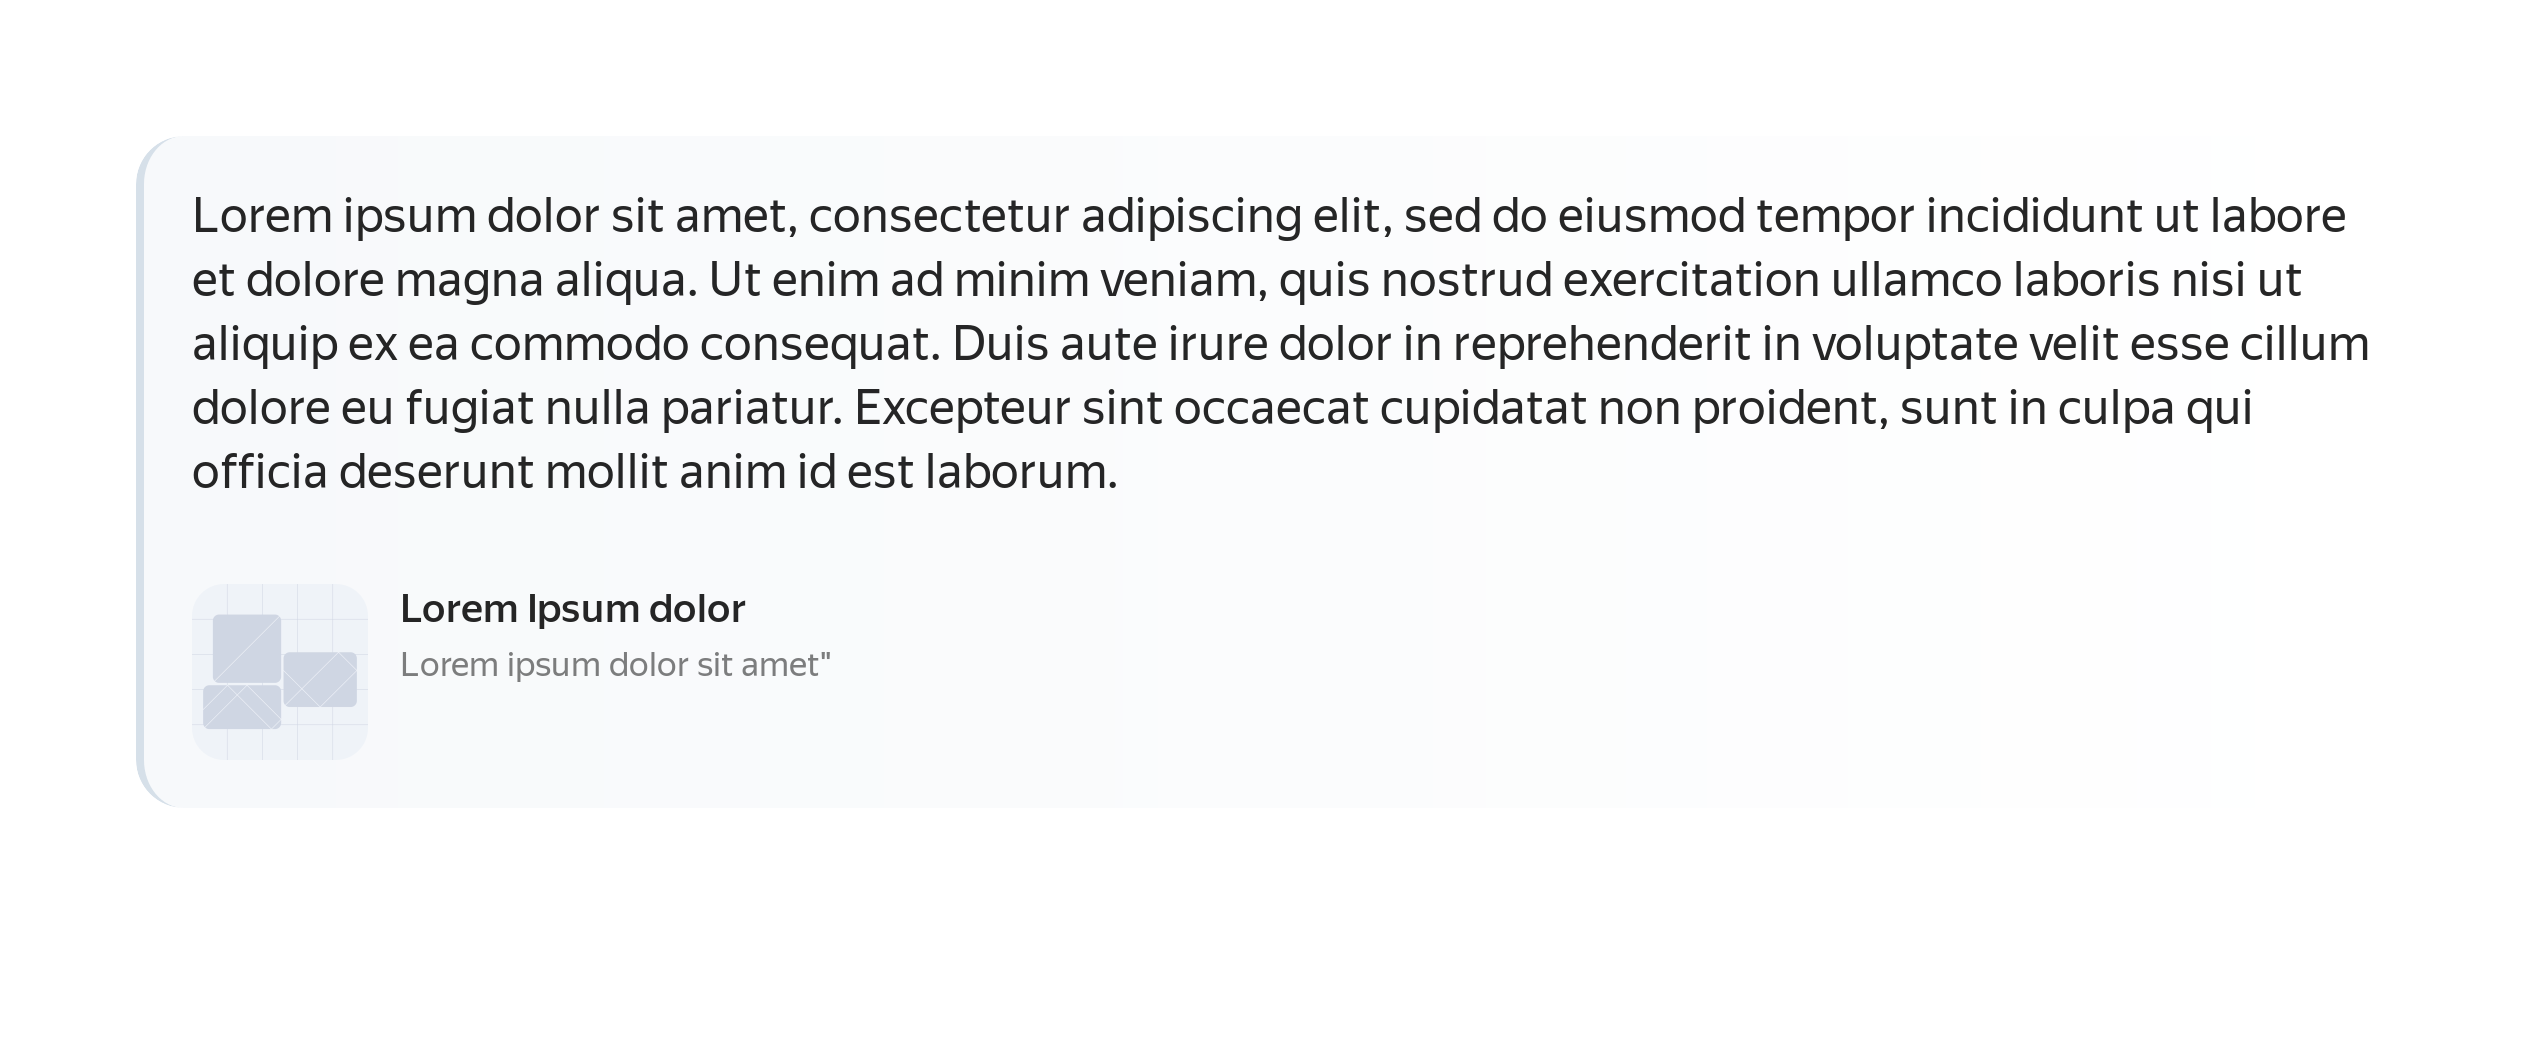 Lorem ipsum dolor sit amet, consectetur adipiscing elit, sed do eiusmod tempor incididunt ut labore
et dolore magna aliqua. Ut enim ad minim veniam, quis nostrud exercitation ullamco laboris nisi ut
aliquip ex ea commodo consequat. Duis aute irure dolor in reprehenderit in voluptate velit esse cillum
dolore eu fugiat nulla pariatur. Excepteur sint occaecat cupidatat non proident, sunt in culpa qui
officia deserunt mollit anim id est laborum.
Lorem Ipsum dolor
Lorem ipsum dolor sit amet"